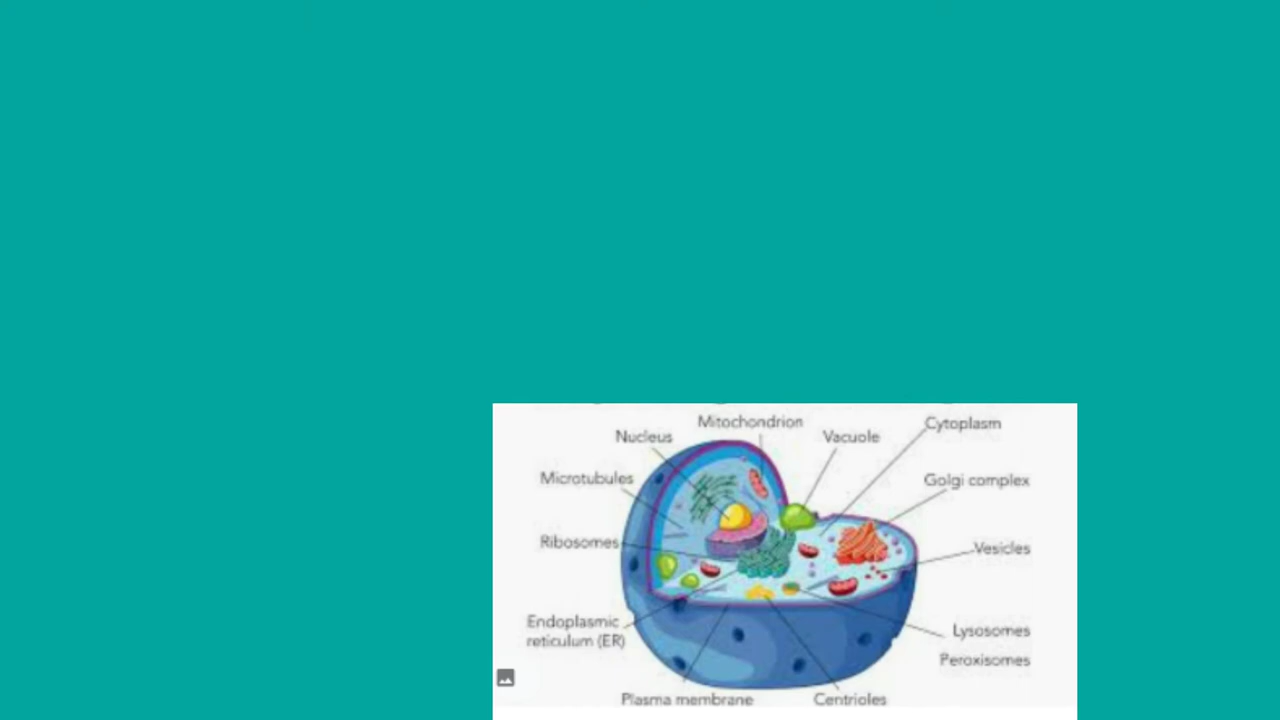 Mitochondrion
Nucleus
Vacuole
Cytoplasm
Microtubules
Golgi complex
Ribosomes
Vesicles
Endoplasmic
reticulum (ER)
Lysosomes
Peroxisomes
Plasma membrane
Centrioles